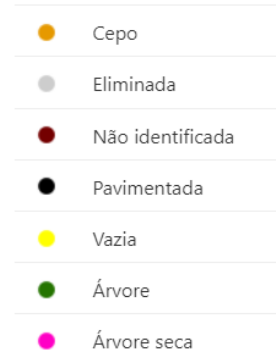 Cepo
Eliminada
Não identificada
Pavimentada
Vazia
Árvore
Árvore seca